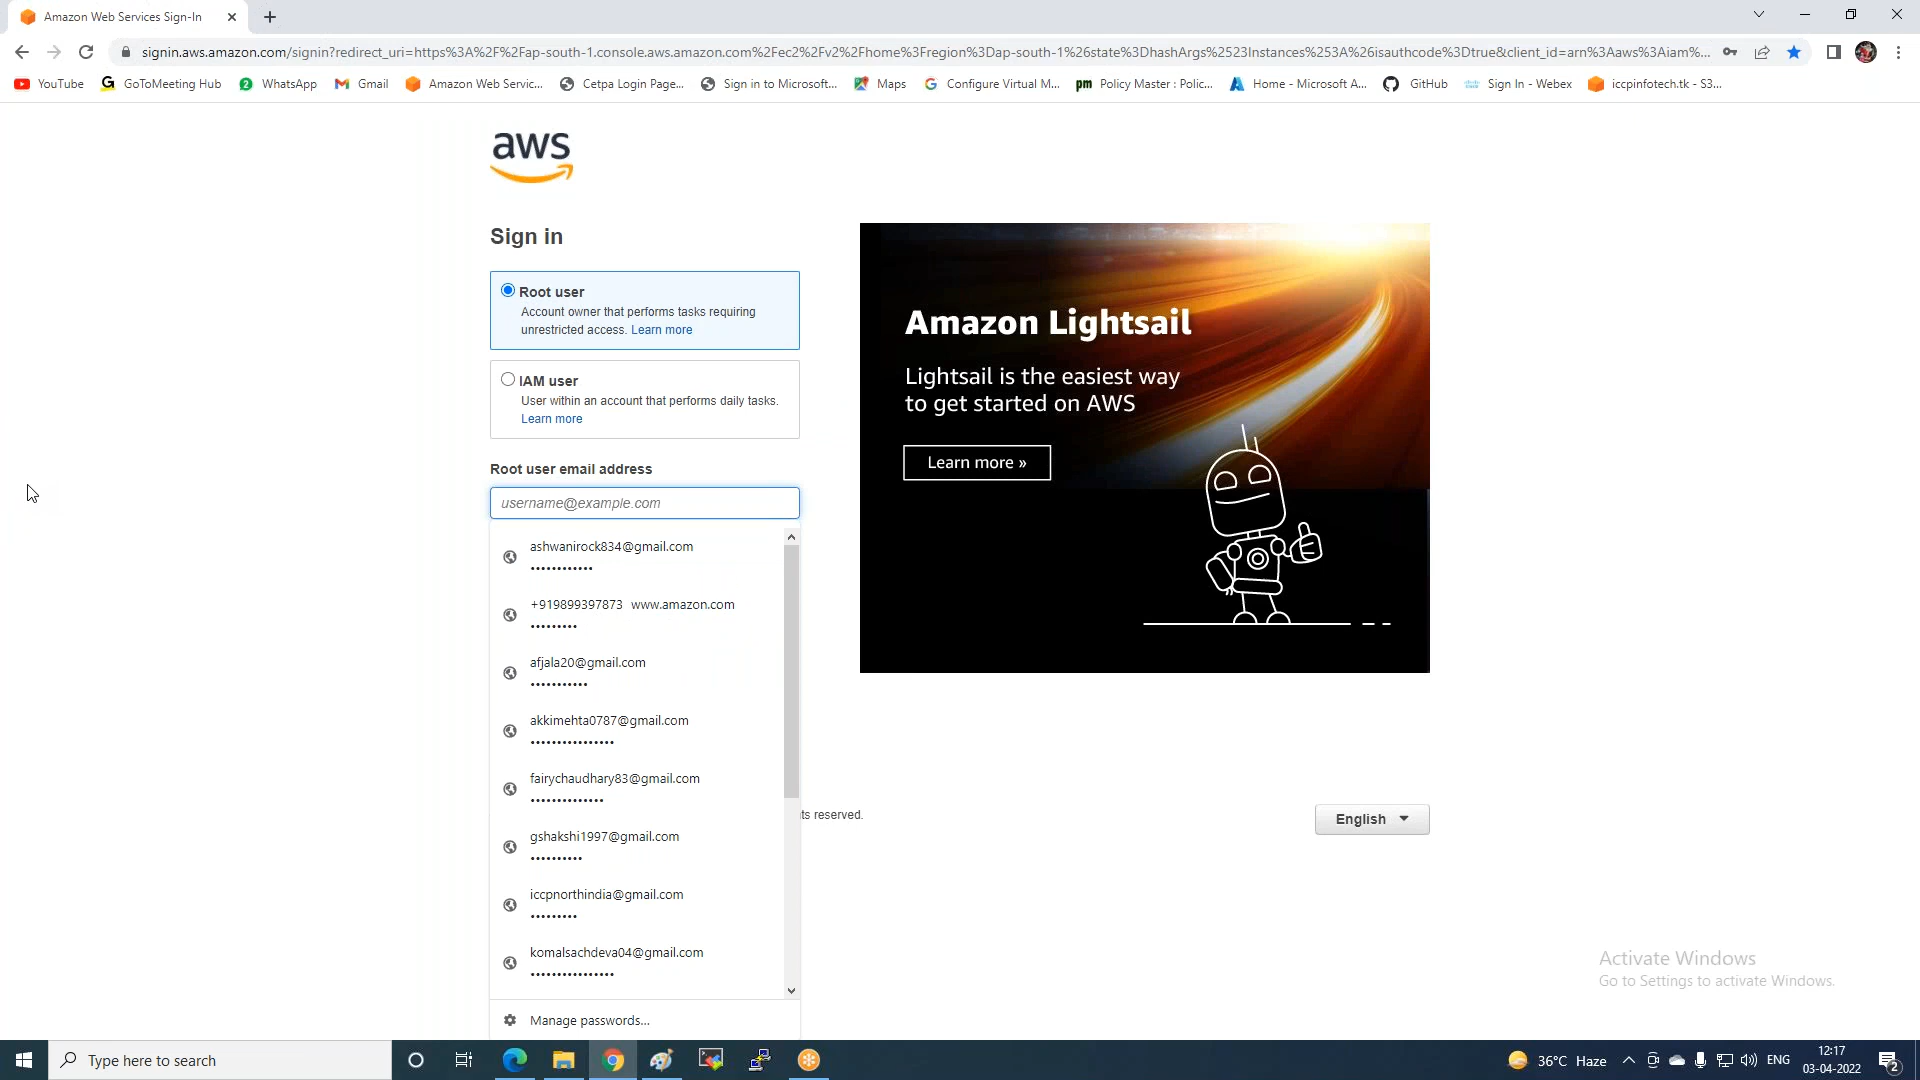 Amazon Web Services Sign-In
signin.aws.amazon.com/signin?redirect_uri=https%3A%2F%2Fap-south-1.console.aws.amazon.com%2Fec2%2Fv2%2Fhome%3Fregion%3Dap-south-1%26state%3DhashArgs%2523Instances%253A%26isauthcode%3Dtrue&client_id=arn%3Aaws%3Aiam%...
YouTube GoToMeeting Hub WhatsApp Gmail Amazon Web Servic... Cetpa Login Page... Sign in to Microsoft... Maps Configure Virtual M... pm Policy Master : Polic... Home - Microsoft A... GitHub Sign In - Webex iccpinfotech.tk - S3...
aws
Sign in
Root user
Account owner that performs tasks requiring
unrestricted access. Learn more
IAM user
User within an account that performs daily tasks.
Learn more
Root user email address
username@example.com
ashwanirock834@gmail.com
••••••••••••
+919899397873 www.amazon.com
•••••••••
afjala20@gmail.com
•••••••••••
akkimehta0787@gmail.com
••••••••••••••••
fairychaudhary83@gmail.com
••••••••••••••
gshakshi1997@gmail.com
••••••••••
iccpnorthindia@gmail.com
•••••••••
komalsachdeva04@gmail.com
••••••••••••••••
Manage passwords...
Amazon Lightsail
Lightsail is the easiest way
to get started on AWS
Learn more »
ts reserved.
English
Activate Windows
Go to Settings to activate Windows.
Type here to search
36°C Haze
ENG
12:17
03-04-2022
2